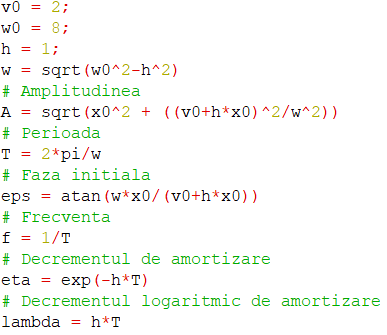 v0 = 2;
w0 = 8;
h = 1;
w = sqrt(w0^2-h^2)
# Amplitudinea
A = sqrt(x0^2 + ((v0+h*x0)^2/w^2))
# Perioada
T = 2*pi/w
# Faza initiala
eps = atan(w*x0/(v0+h*x0))
# Frecventa
f = 1/T
# Decrementul de amortizare
eta = exp(-h*T)
# Decrementul logaritmic de amortizare
lambda = h*T